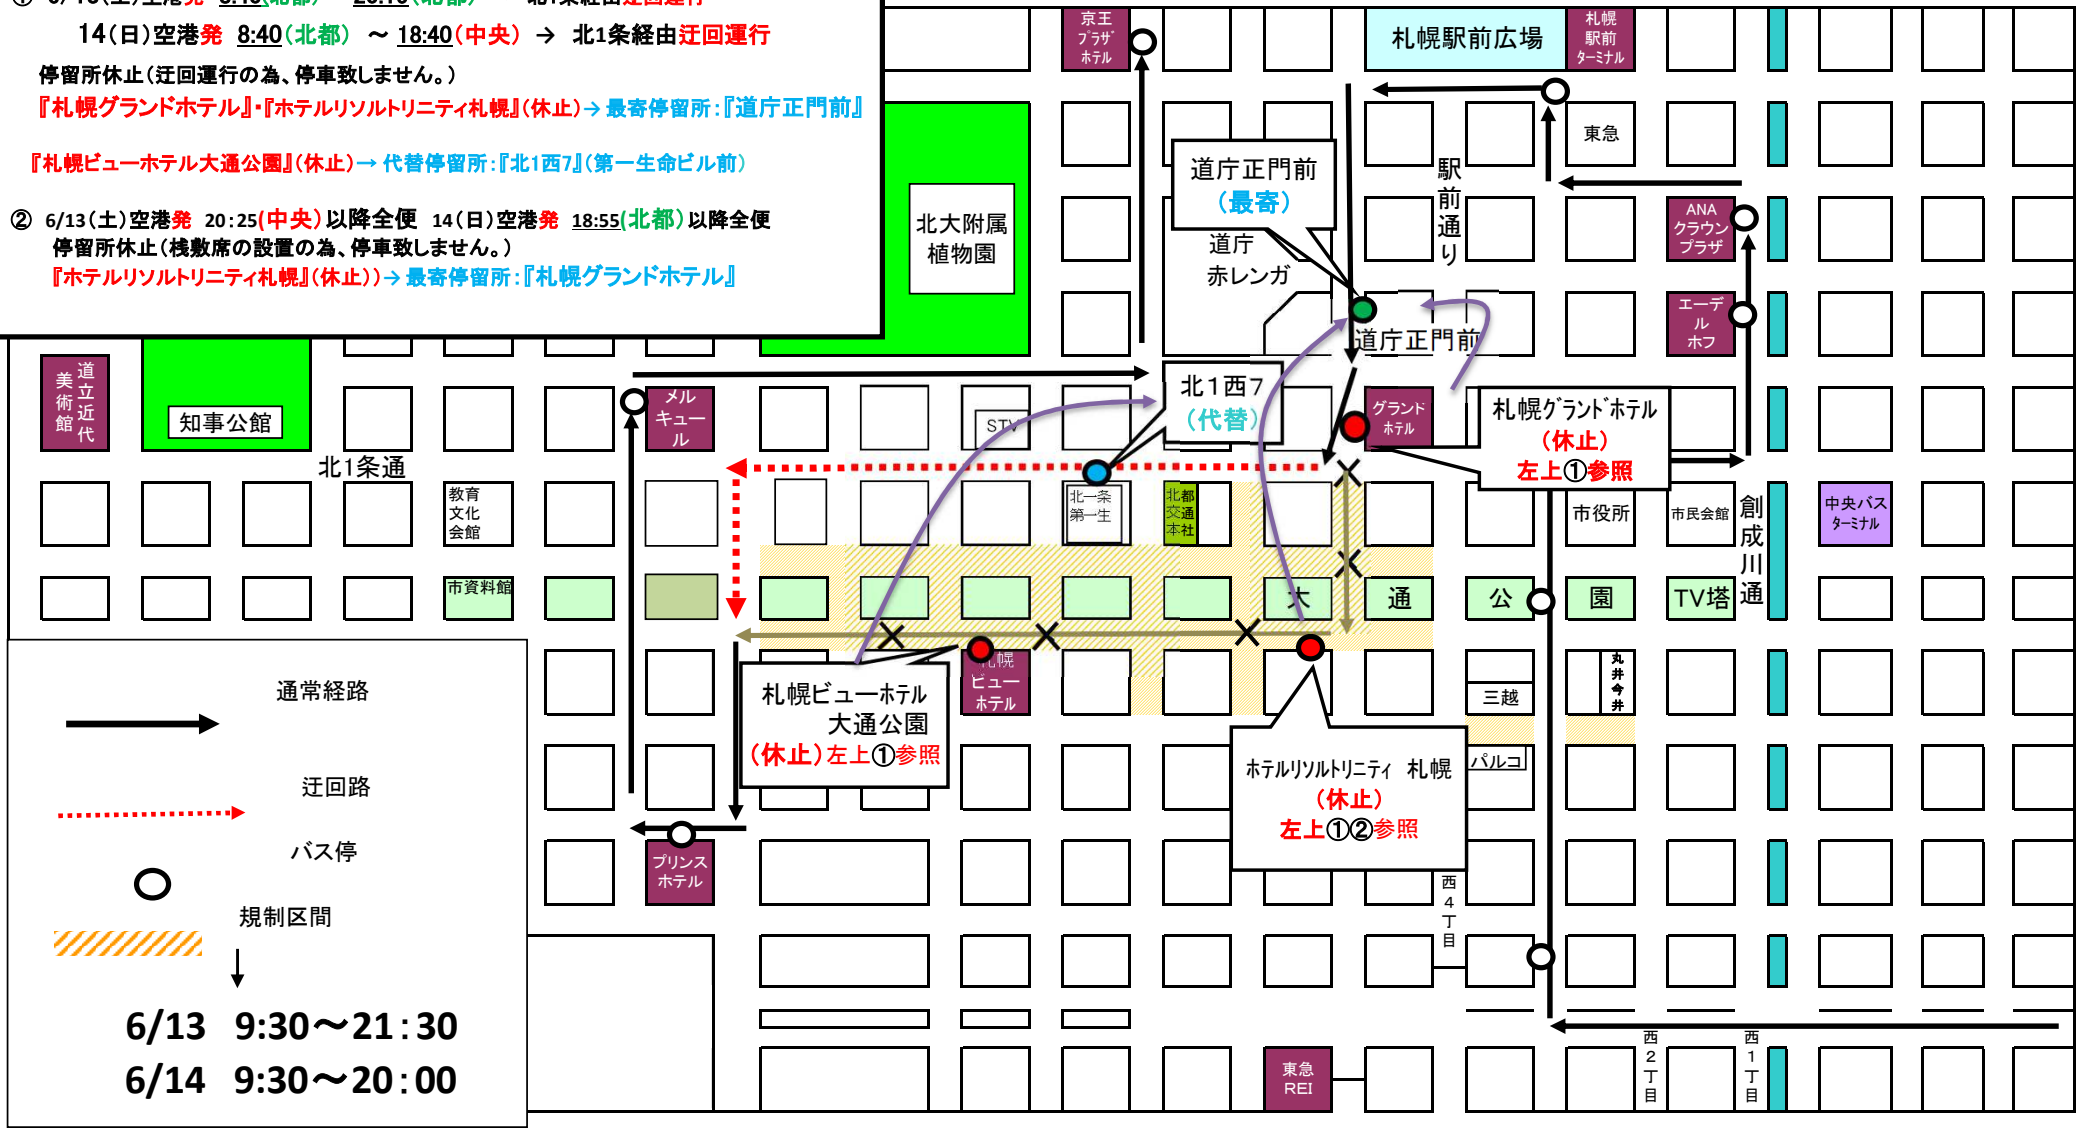 14(日)空港発 8:40(北都) ～ 18:40(中央) → 北1条経由迂回運行
停留所休止(迂回運行の為、停車致しません。)
『札幌グランドホテル』・『ホテルリソルトリニティ札幌』(休止)→最寄停留所:『道庁正門前』
『札幌ビューホテル大通公園』(休止)→代替停留所:『北1西7』(第一生命ビル前)
② 6/13(土)空港発 20:25(中央)以降全便 14(日)空港発 18:55(北都)以降全便
停留所休止(桟敷席の設置の為、停車致しません。)
『ホテルリソルトリニティ札幌』(休止))→最寄停留所:『札幌グランドホテル』
京王
プラザ
ホテル
札幌駅前広場
札幌
駅前
ターミナル
東急
駅前通り
道庁正門前
(最寄)
道庁
赤レンガ
北大附属
植物園
ANA
クラウン
プラザ
エーデ
ル
ホフ
道庁正門前
道立近代
美術館
知事公館
メル
キュー
ル
STV
北1西7
(代替)
グランド
ホテル
札幌グランドホテル
(休止)
左上①参照
北1条通
教育
文化
会館
北一条
第一生
北都
交通
本社
市役所
市民会館
創成川通
中央バス
ターミナル
市資料館
大
通
公
園
TV塔
札幌
ビュー
ホテル
札幌ビューホテル
大通公園
(休止)左上①参照
三越
丸井今井
パルコ
ホテルリソルトリニティ 札幌
(休止)
左上①②参照
プリンス
ホテル
西4丁目
西2丁目
西1丁目
東急
REI
通常経路
迂回路
バス停
規制区間
6/13 9:30～21:30
6/14 9:30～20:00